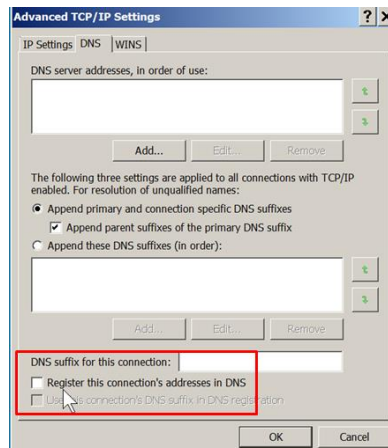 Advanced TCP/IP Settings
IP Settings DNS WINS
DNS server addresses, in order of use:
Add... Edit... Remove
The following three settings are applied to all connections with TCP/IP
enabled. For resolution of unqualified names:
Append primary and connection specific DNS suffixes
Append parent suffixes of the primary DNS suffix
Append these DNS suffixes (in order):
Add... Edit... Remove
DNS suffix for this connection:
Register this connection's addresses in DNS
connection's DNS suffix in DNS registration
OK Cancel